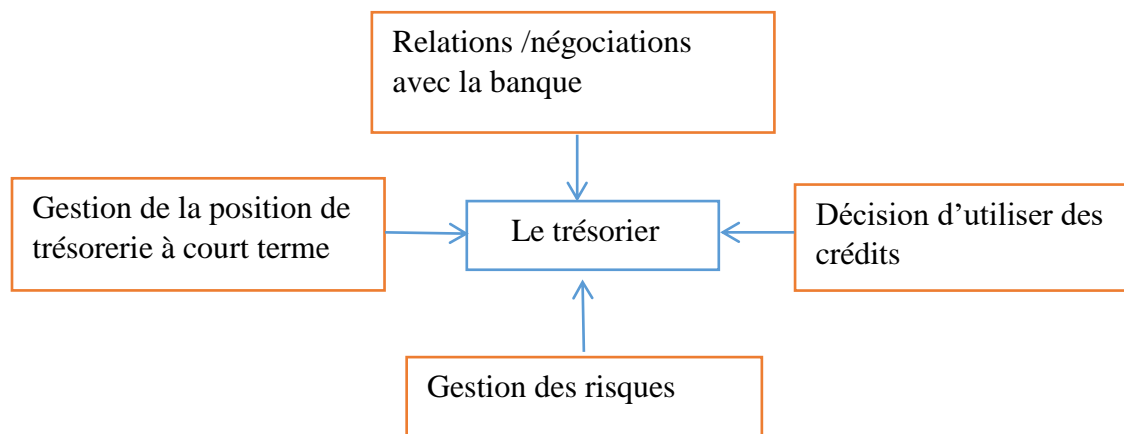 Relations /négociations
avec la banque
Gestion de la position de
trésorerie à court terme
Le trésorier
Décision d’utiliser des
crédits
Gestion des risques